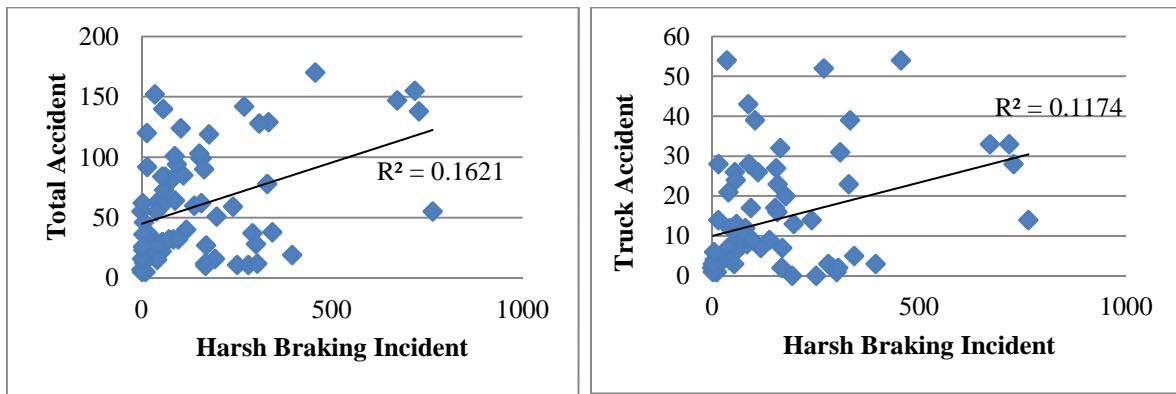 200
150
100
50
0
Total Accident
R² = 0.1621
0 500 1000
Harsh Braking Incident
60
50
40
30
20
10
0
Truck Accident
R² = 0.1174
0 500 1000
Harsh Braking Incident